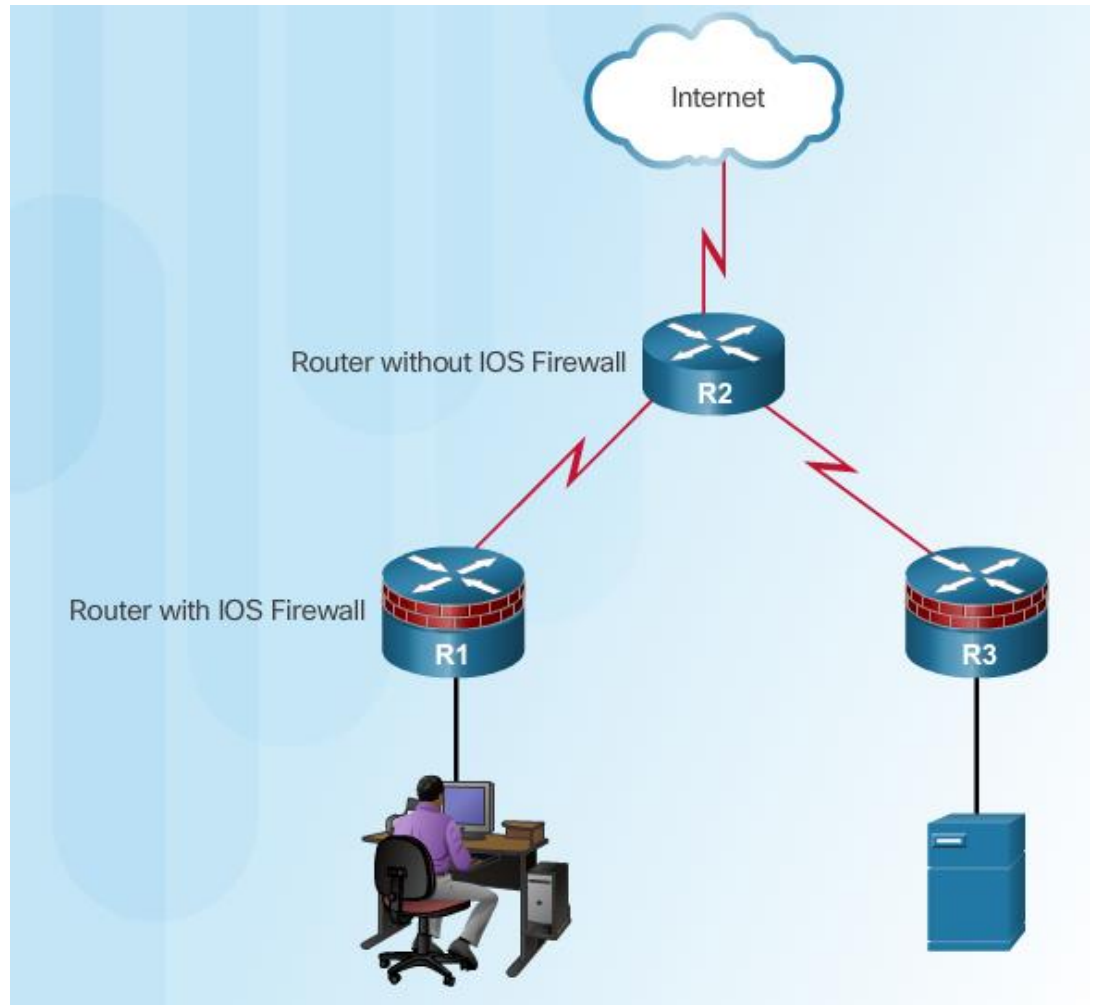 Internet
Router without IOS Firewall
R2
Router with IOS Firewall
R1
R3